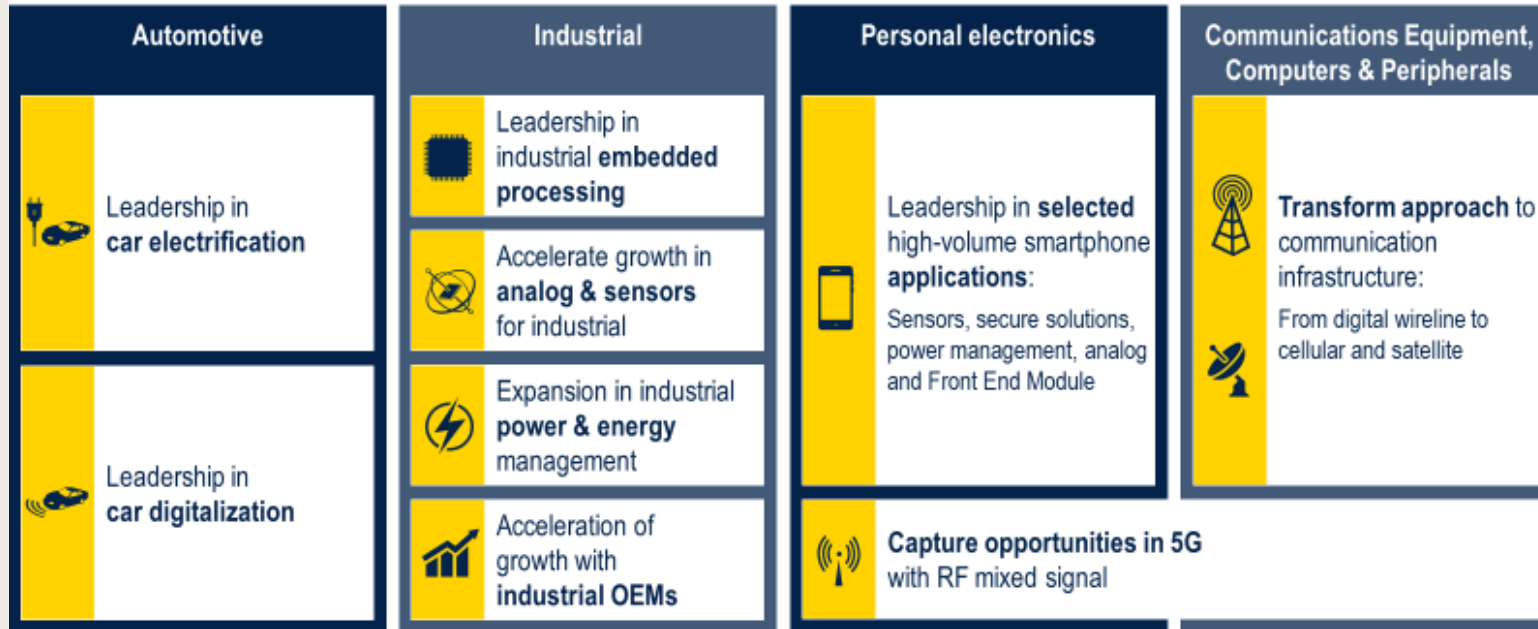 Automotive
Leadership in
car electrification
Leadership in
car digitalization
Industrial
Leadership in
industrial embedded
processing
Accelerate growth in
analog & sensors
for industrial
Expansion in industrial
power & energy
management
Acceleration of
growth with
industrial OEMs
Personal electronics
Leadership in selected
high-volume smartphone
applications:
Sensors, secure solutions,
power management, analog
and Front End Module
Communications Equipment,
Computers & Peripherals
Transform approach to
communication
infrastructure:
From digital wireline to
cellular and satellite
Capture opportunities in 5G
with RF mixed signal